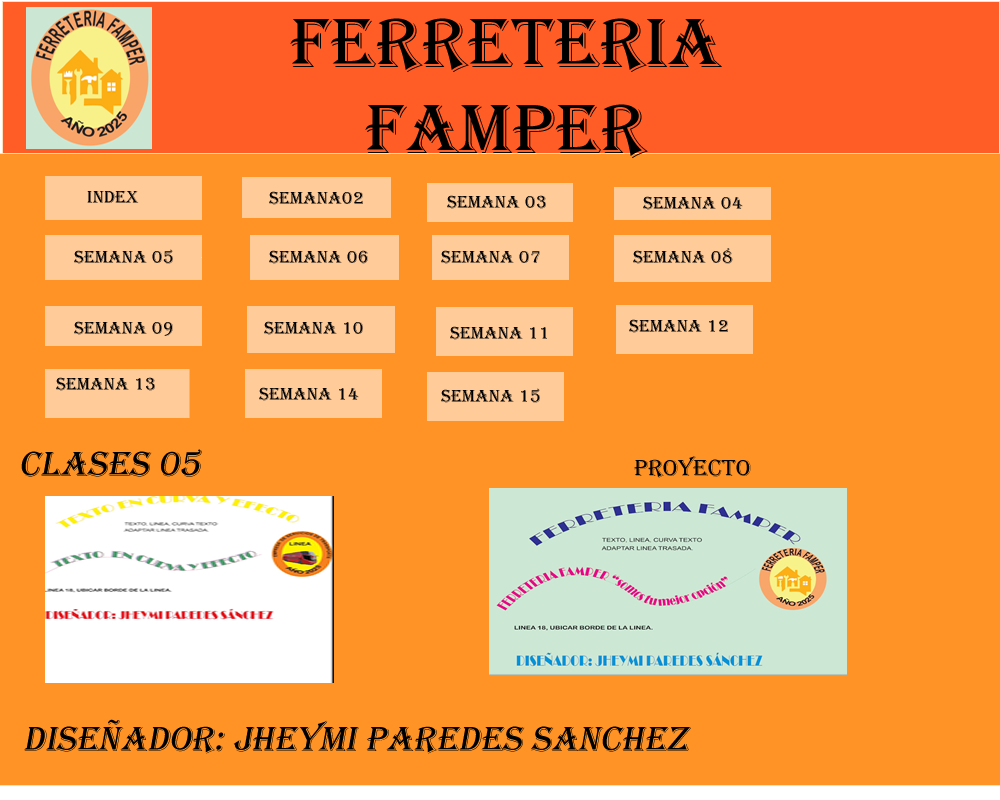 FERRETERIA FAMPER
AÑO 2025
FERRETERIA
FAMPER
INDEX
SEMANA02
SEMANA 03
SEMANA 04
SEMANA 05
SEMANA 06
SEMANA 07
SEMANA 08
SEMANA 09
SEMANA 10
SEMANA 11
SEMANA 12
SEMANA 13
SEMANA 14
SEMANA 15
CLASES 05
PROYECTO
TEXTO EN CURVA Y EFECTO
TEXTO, LINEA, CURVA TEXTO
ADAPTAR LINEA TRASADA.
TEXTO EN CURVA Y EFECTO
LINEA
AÑO 2025
LINEA 18, UBICAR BORDE DE LA LINEA.
DISEÑADOR: JHEYMI PAREDES SÁNCHEZ
FERRETERIA FAMPER
TEXTO, LINEA, CURVA TEXTO
ADAPTAR LINEA TRASADA.
FERRETERIA FAMPER "somos tu mejor opción"
FERRETERIA FAMPER
AÑO 2025
LINEA 18, UBICAR BORDE DE LA LINEA.
DISEÑADOR: JHEYMI PAREDES SÁNCHEZ
DISEÑADOR: JHEYMI PAREDES SANCHEZ